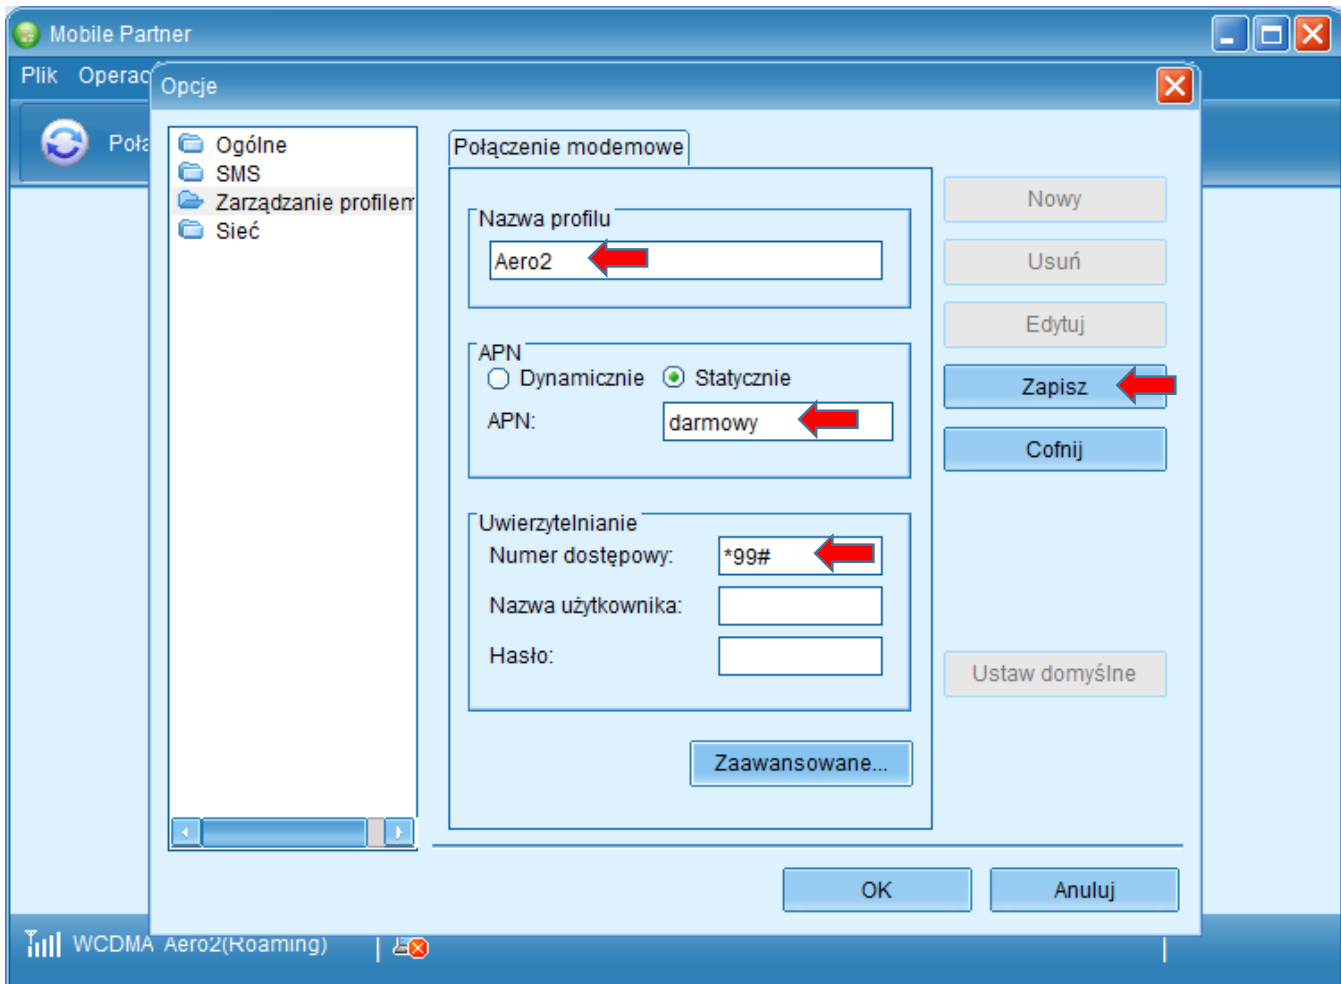 Mobile Partner
Plik Operac
Opcje
Poła
Ogólne
SMS
Zarządzanie profilem
Sieć
Połączenie modemowe
Nazwa profilu
Aero2
APN
Dynamicznie Statycznie
APN: darmowy
Uwierzytelnianie
Numer dostępowy: *99#
Nazwa użytkownika:
Hasło:
Zaawansowane...
Nowy
Usuń
Edytuj
Zapisz
Cofnij
Ustaw domyślne
OK Anuluj
WCDMA Aero2(Roaming)